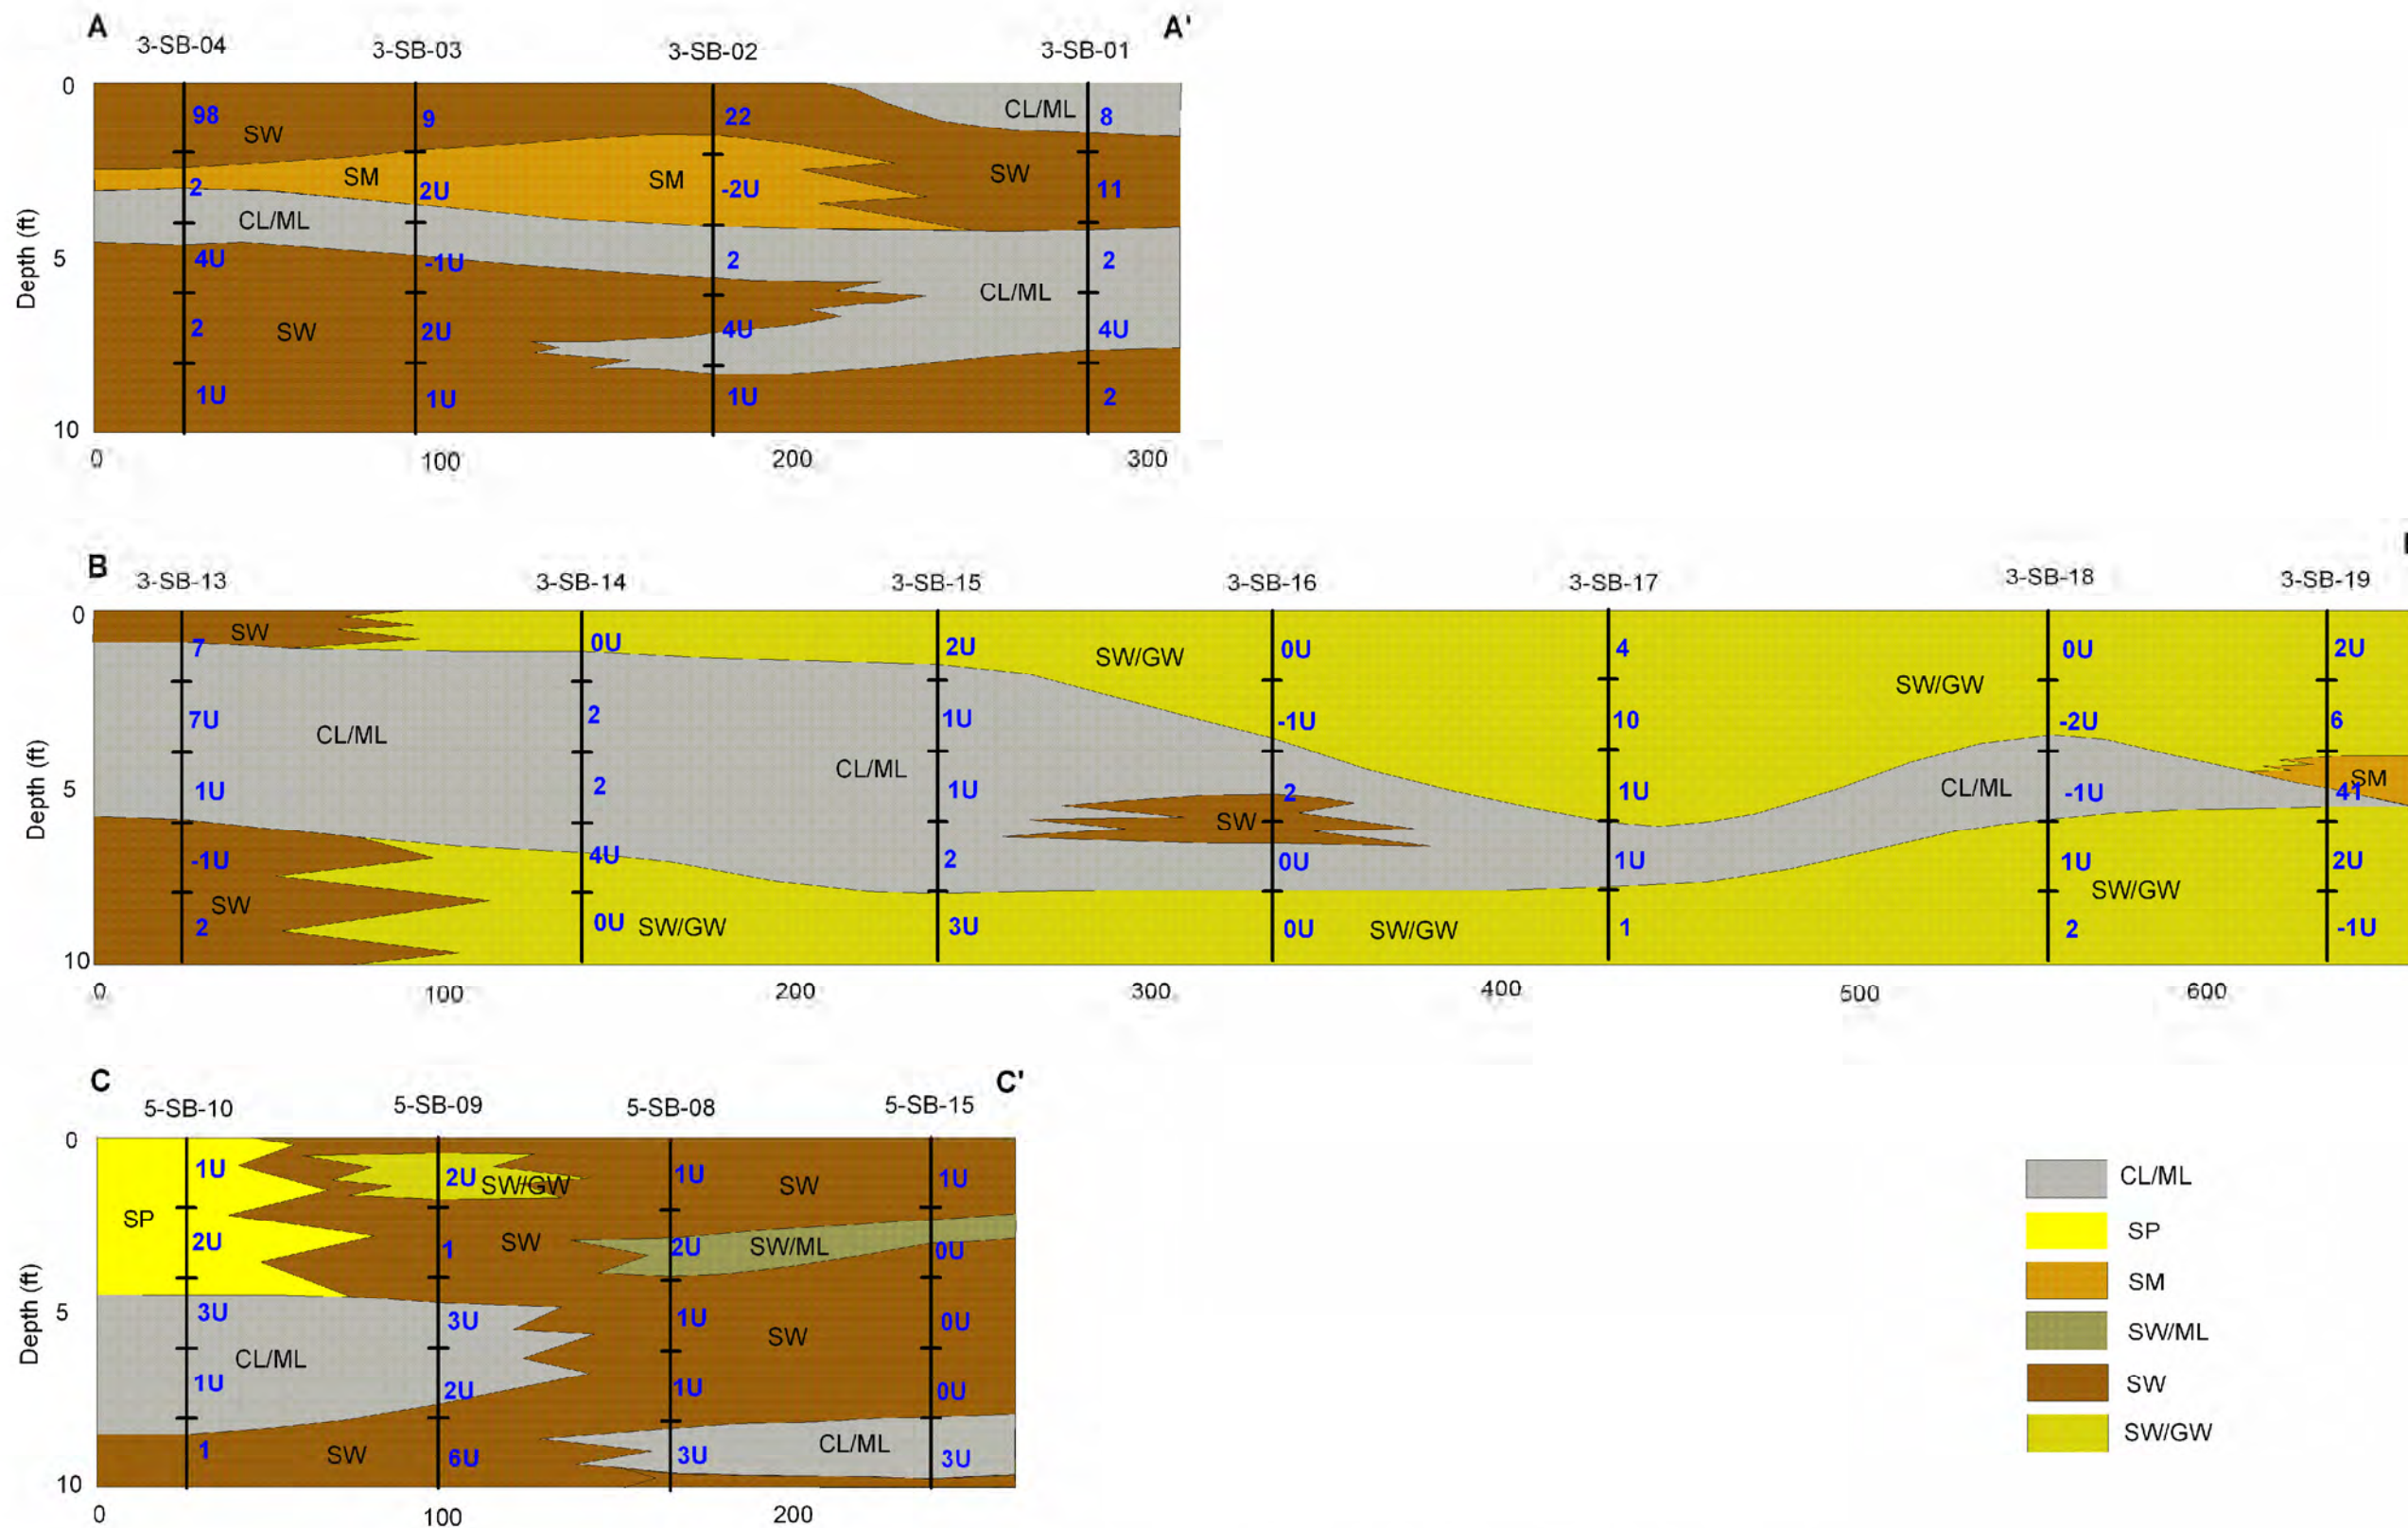 A A'
3-SB-04 3-SB-03 3-SB-02 3-SB-01
0
98 9 22 CL/ML 8
SW
SM 2U SM -2U SW 11
2
CL/ML
Depth (ft)
5 4U -1U 2 2
CL/ML
2 SW 2U 4U 4U
1U 1U 1U 2
10
0 100 200 300
B
3-SB-13 3-SB-14 3-SB-15 3-SB-16 3-SB-17 3-SB-18 3-SB-19
0
SW
7 0U 2U SW/GW 0U 4 0U 2U
SW/GW
7U 2 1U -1U 10 -2U 6
CL/ML
CL/ML SM
Depth (ft)
5 1U 2 1U 2 1U CL/ML -1U 41
SW
-1U 4U 2 0U 1U 1U 2U
SW SW/GW
2 0U SW/GW 3U 0U SW/GW 1 2 -1U
10
0 100 200 300 400 500 600
C C'
5-SB-10 5-SB-09 5-SB-08 5-SB-15
0
1U 2U SW/GW 1U SW 1U
SP
2U 1 SW 2U SW/ML 0U
Depth (ft)
5 3U 3U 1U SW 0U
CL/ML
1U 2U 1U 0U
1 SW 6U 3U CL/ML 3U
10
0 100 200
CL/ML
SP
SM
SW/ML
SW
SW/GW